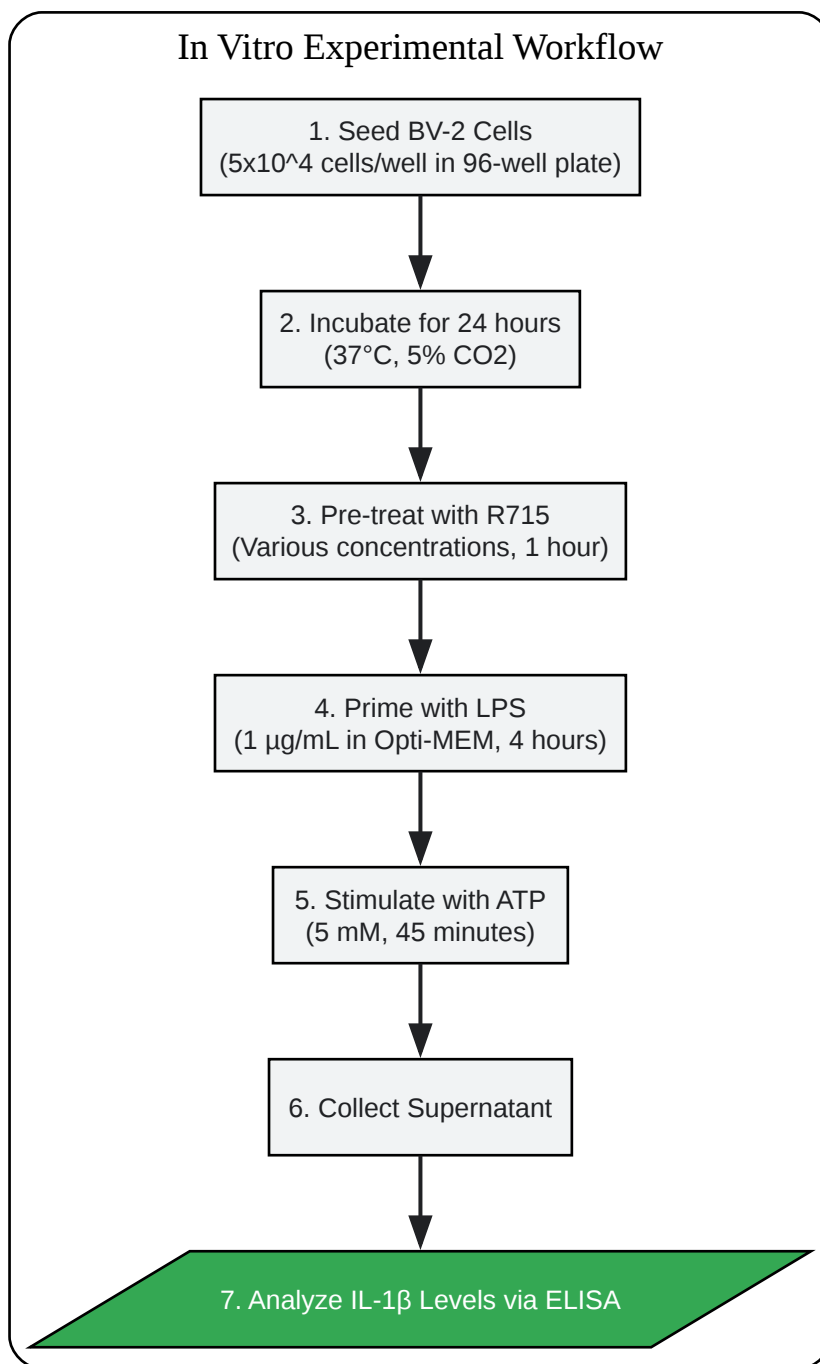 In Vitro Experimental Workflow
1. Seed BV-2 Cells
(5x10^4 cells/well in 96-well plate)
2. Incubate for 24 hours
(37°C, 5% CO2)
3. Pre-treat with R715
(Various concentrations, 1 hour)
4. Prime with LPS
(1 µg/mL in Opti-MEM, 4 hours)
5. Stimulate with ATP
(5 mM, 45 minutes)
6. Collect Supernatant
7. Analyze IL-1β Levels via ELISA